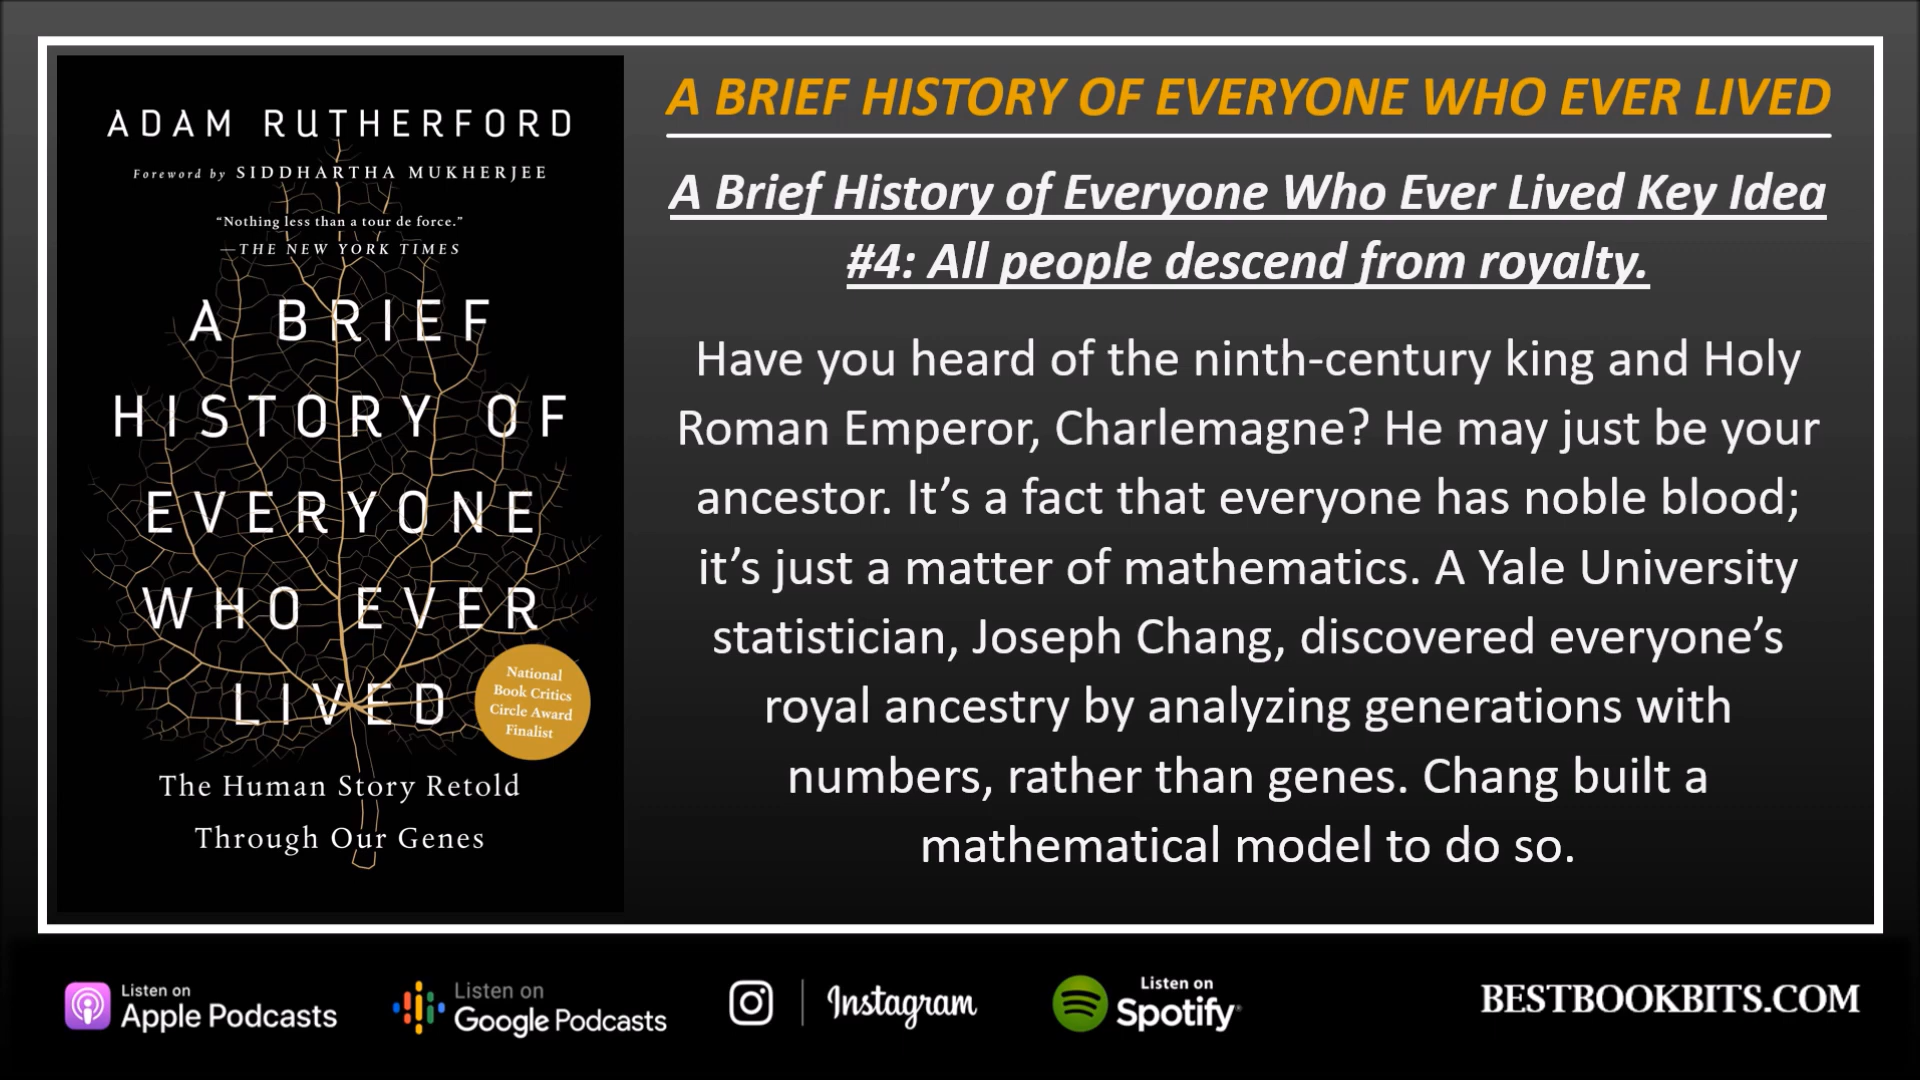 ADAM RUTHERFORD
Foreword by SIDDHARTHA MUKHERJEE
“Nothing less than a tour de force.”
—THE NEW YORK TIMES
A BRIEF
HISTORY OF
EVERYONE
WHO EVER
LIVED
National
Book Critics
Circle Award
Finalist
The Human Story Retold
Through Our Genes
A BRIEF HISTORY OF EVERYONE WHO EVER LIVED
A Brief History of Everyone Who Ever Lived Key Idea
#4: All people descend from royalty.
Have you heard of the ninth-century king and Holy
Roman Emperor, Charlemagne? He may just be your
ancestor. It’s a fact that everyone has noble blood;
it’s just a matter of mathematics. A Yale University
statistician, Joseph Chang, discovered everyone’s
royal ancestry by analyzing generations with
numbers, rather than genes. Chang built a
mathematical model to do so.
Listen on
Apple Podcasts
Listen on
Google Podcasts
Instagram
Listen on
Spotify
BESTBOOKBITS.COM